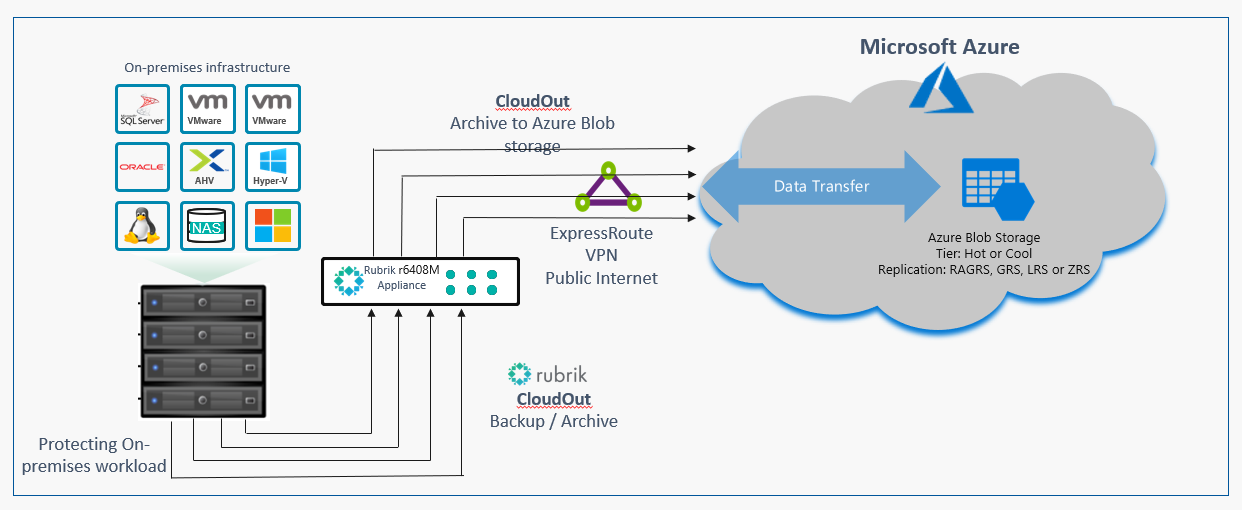 Microsoft Azure
On-premises infrastructure
Microsoft
SQL Server
vm
VMware
vm
VMware
ORACLE
AHV
Hyper-V
NAS
CloudOut
Archive to Azure Blob
storage
Data Transfer
ExpressRoute
VPN
Public Internet
Azure Blob Storage
Tier: Hot or Cool
Replication: RAGRS, GRS, LRS or ZRS
Rubrik r6408M
Appliance
rubrik
CloudOut
Backup / Archive
Protecting On-
premises workload